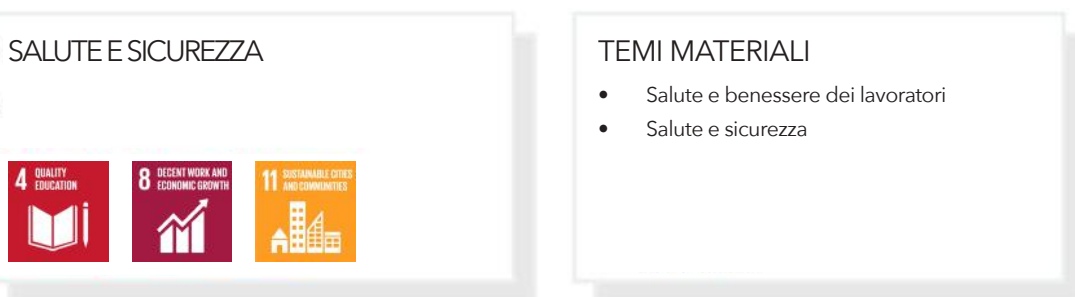 SALUTE E SICUREZZA
4 QUALITY
EDUCATION
8 DECENT WORK AND
ECONOMIC GROWTH
11 SUSTAINABLE CITIES
AND COMMUNITIES
TEMI MATERIALI
• Salute e benessere dei lavoratori
• Salute e sicurezza